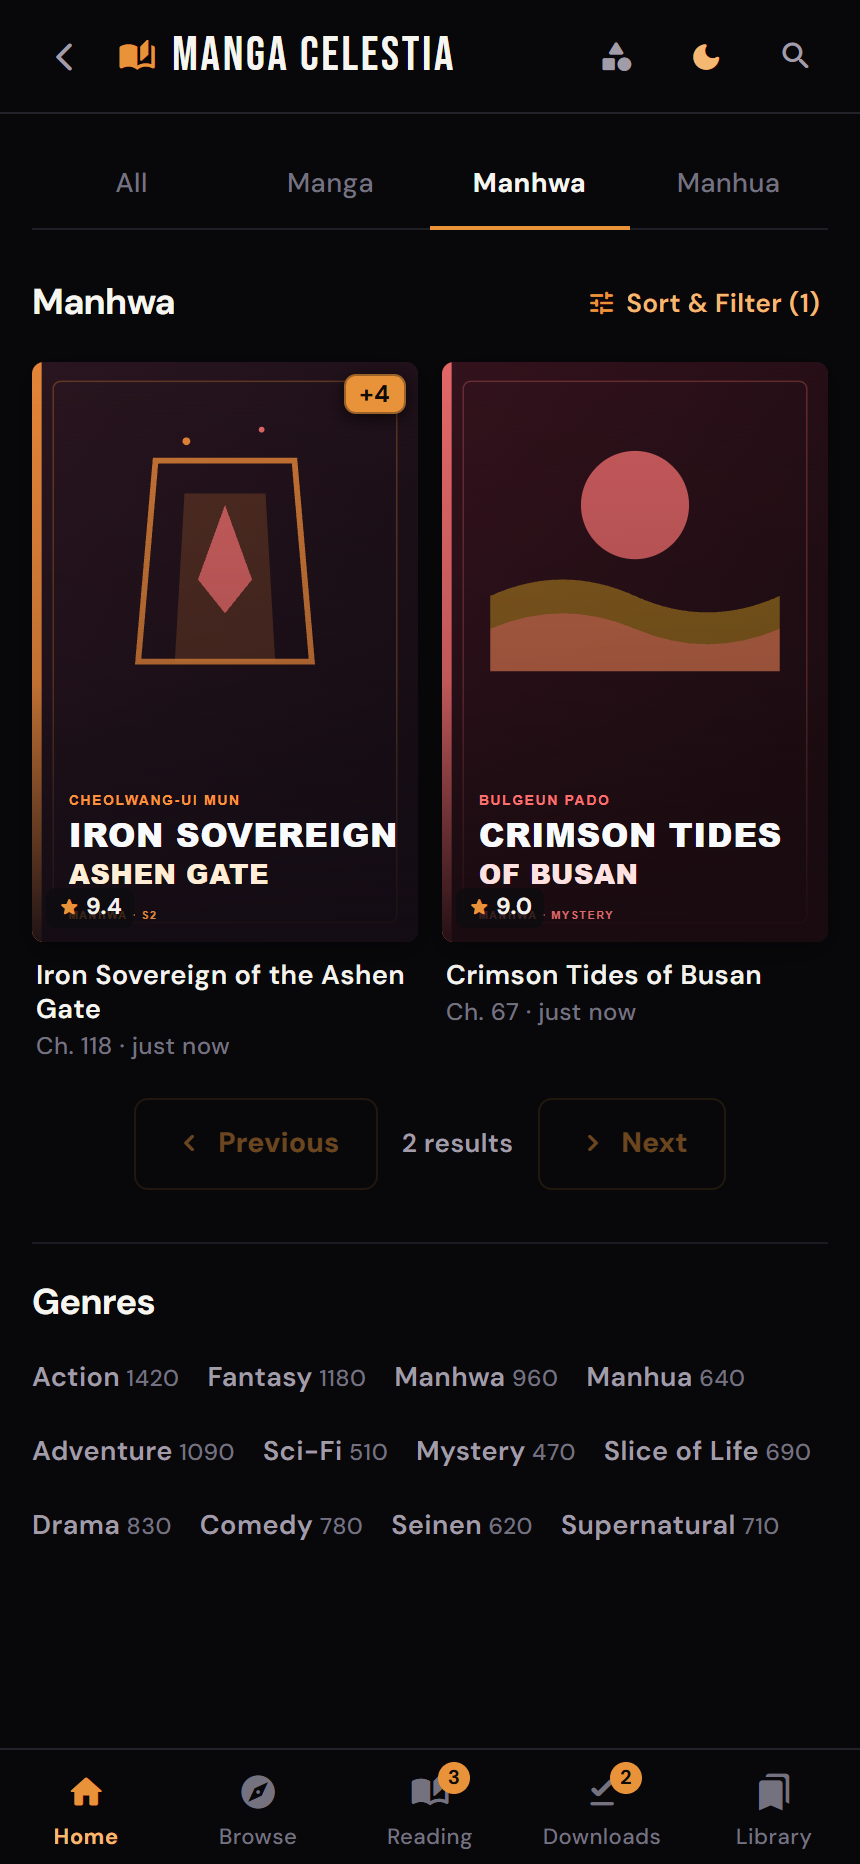 MANGA CELESTIA
All Manga Manhwa Manhua
Manhwa
Sort & Filter (1)
+4
CHEOLWANG-UI MUN
IRON SOVEREIGN
ASHEN GATE
9.4
MANHWA · S2
BULGEUN PADO
CRIMSON TIDES
OF BUSAN
9.0
MANHWA · MYSTERY
Iron Sovereign of the Ashen
Gate
Ch. 118 · just now
Crimson Tides of Busan
Ch. 67 · just now
Previous
2 results
Next
Genres
Action 1420 Fantasy 1180 Manhwa 960 Manhua 640
Adventure 1090 Sci-Fi 510 Mystery 470 Slice of Life 690
Drama 830 Comedy 780 Seinen 620 Supernatural 710
3
2
Home Browse Reading Downloads Library